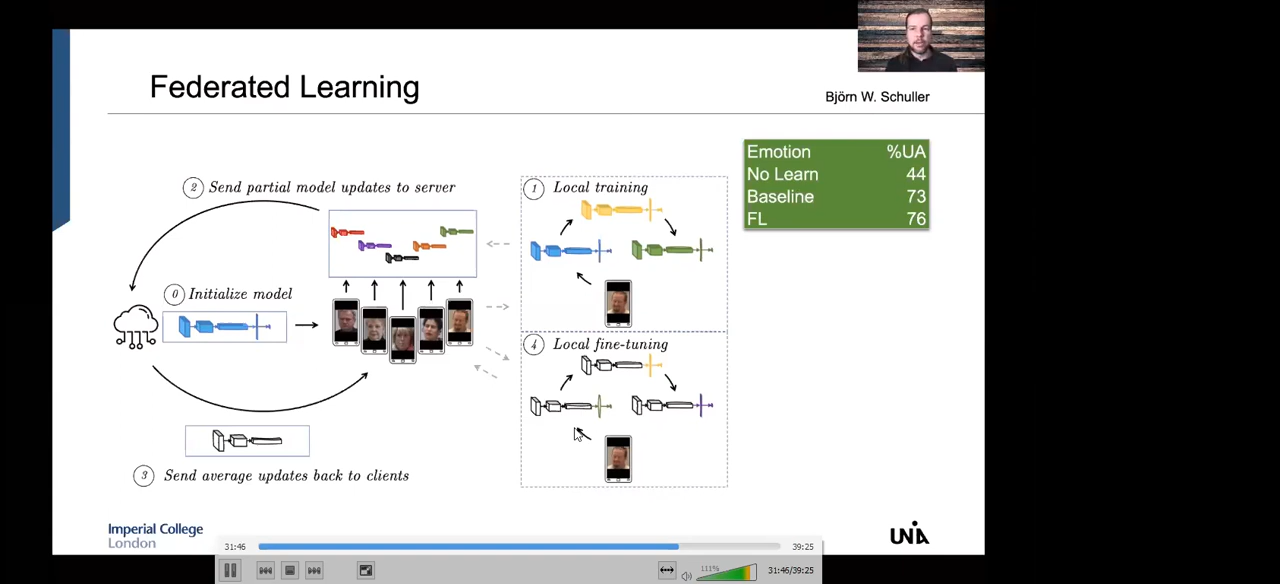 Federated Learning
Björn W. Schuller
Emotion %UA
No Learn 44
Baseline 73
FL 76
2 Send partial model updates to server
1 Local training
0 Initialize model
4 Local fine-tuning
3 Send average updates back to clients
Imperial College
London
UNIA
31:46
39:25
111%
31:46/39:25